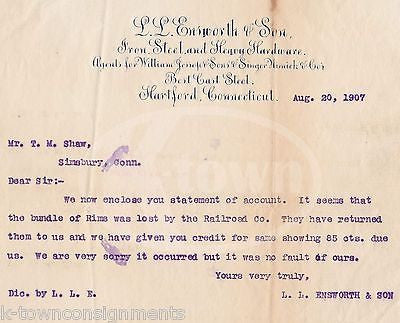 L. L. Ensworth & Son,
Iron, Steel, and Heavy Hardware.
Agents for William Jessop & Sons & Singer Nimick & Co's
Best Cast Steel.
Hartford, Connecticut.
Aug. 20, 1907
Mr. T. M. Shaw,
Simsbury, Conn.
Dear Sir:-
We now enclose you statement of account. It seems that
the bundle of Rims was lost by the Railroad Co. They have returned
them to us and we have given you credit for same showing 85 cts. due
us. We are very sorry it occurred but it was no fault of ours.
Yours very truly,
Dic. by L. L. E. L. L. ENSWORTH & SON
k-townconsignments